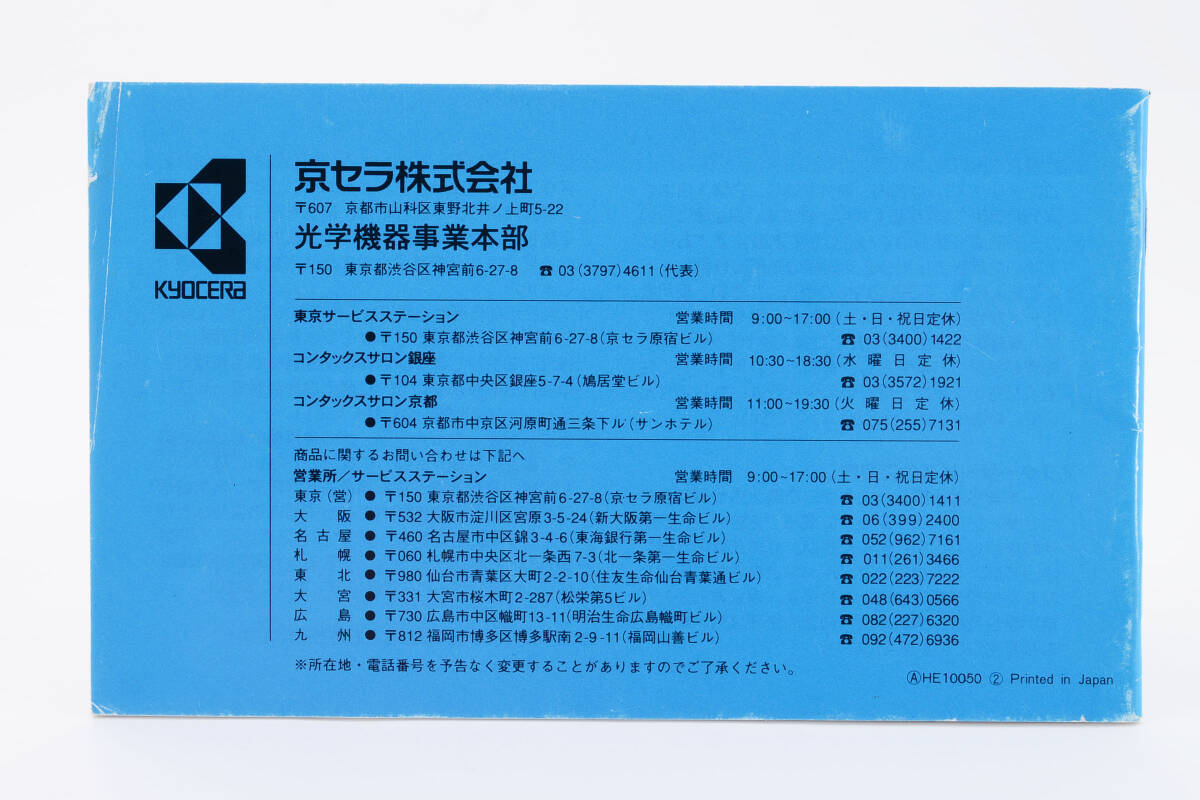 京セラ株式会社
〒607 京都市山科区東野北井ノ上町5-22
光学機器事業本部
〒150 東京都渋谷区神宮前6-27-8 ☎ 03(3797)4611(代表)
KYOCERa
東京サービスステーション 営業時間 9:00~17:00(土・日・祝日定休)
●〒150 東京都渋谷区神宮前6-27-8(京セラ原宿ビル) ☎ 03(3400)1422
コンタックスサロン銀座 営業時間 10:30~18:30(水曜日定休)
●〒104 東京都中央区銀座5-7-4(鳩居堂ビル) ☎ 03(3572)1921
コンタックスサロン京都 営業時間 11:00~19:30(火曜日定休)
●〒604 京都市中京区河原町通三条下ル(サンホテル) ☎ 075(255)7131
商品に関するお問い合わせは下記へ
営業所/サービスステーション 営業時間 9:00~17:00(土・日・祝日定休)
東京(営) ● 〒150 東京都渋谷区神宮前6-27-8(京セラ原宿ビル) ☎ 03(3400)1411
大阪 ● 〒532 大阪市淀川区宮原3-5-24(新大阪第一生命ビル) ☎ 06(399)2400
名古屋 ● 〒460 名古屋市中区錦3-4-6(東海銀行第一生命ビル) ☎ 052(962)7161
札幌 ● 〒060 札幌市中央区北一条西7-3(北一条第一生命ビル) ☎ 011(261)3466
東北 ● 〒980 仙台市青葉区大町2-2-10(住友生命仙台青葉通ビル) ☎ 022(223)7222
大宮 ● 〒331 大宮市桜木町2-287(松栄第5ビル) ☎ 048(643)0566
広島 ● 〒730 広島市中区幟町13-11(明治生命広島幟町ビル) ☎ 082(227)6320
九州 ● 〒812 福岡市博多区博多駅南2-9-11(福岡山善ビル) ☎ 092(472)6936
※所在地・電話番号を予告なく変更することがありますのでご了承ください。
ⒶHE10050 ② Printed in Japan